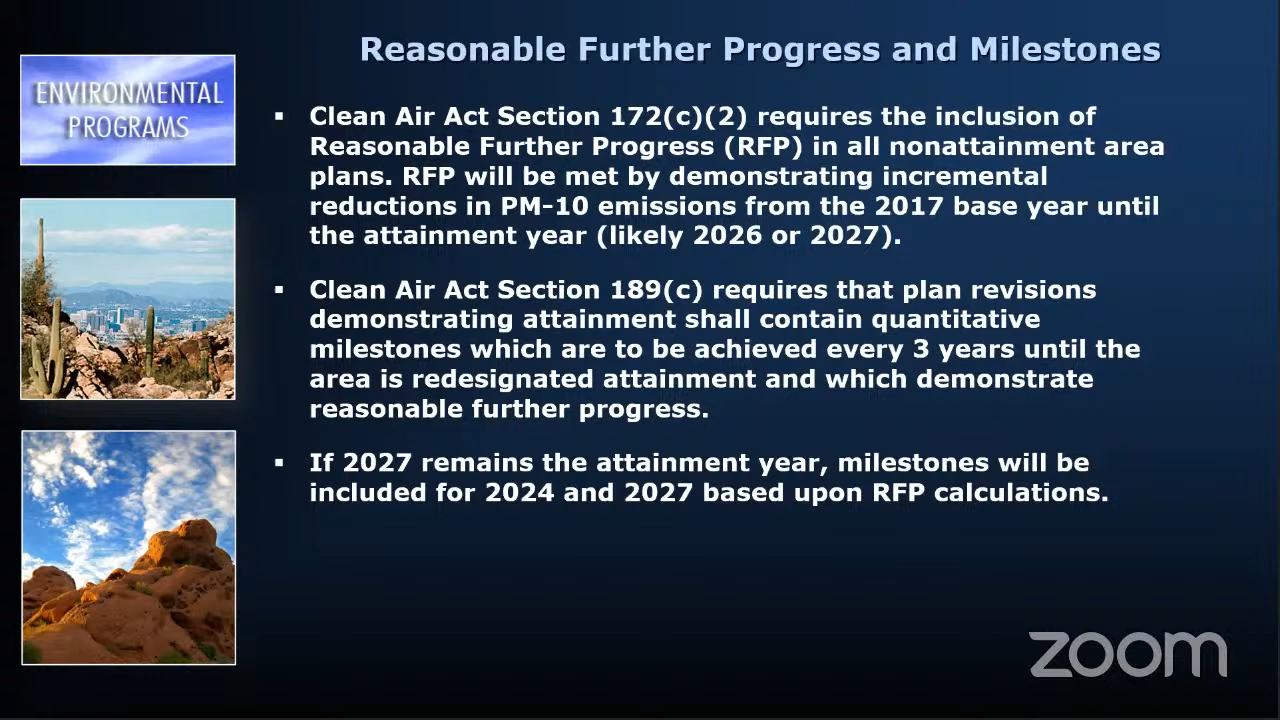 Reasonable Further Progress and Milestones
ENVIRONMENTAL
PROGRAMS
▪ Clean Air Act Section 172(c)(2) requires the inclusion of
Reasonable Further Progress (RFP) in all nonattainment area
plans. RFP will be met by demonstrating incremental
reductions in PM-10 emissions from the 2017 base year until
the attainment year (likely 2026 or 2027).
▪ Clean Air Act Section 189(c) requires that plan revisions
demonstrating attainment shall contain quantitative
milestones which are to be achieved every 3 years until the
area is redesignated attainment and which demonstrate
reasonable further progress.
▪ If 2027 remains the attainment year, milestones will be
included for 2024 and 2027 based upon RFP calculations.
zoom